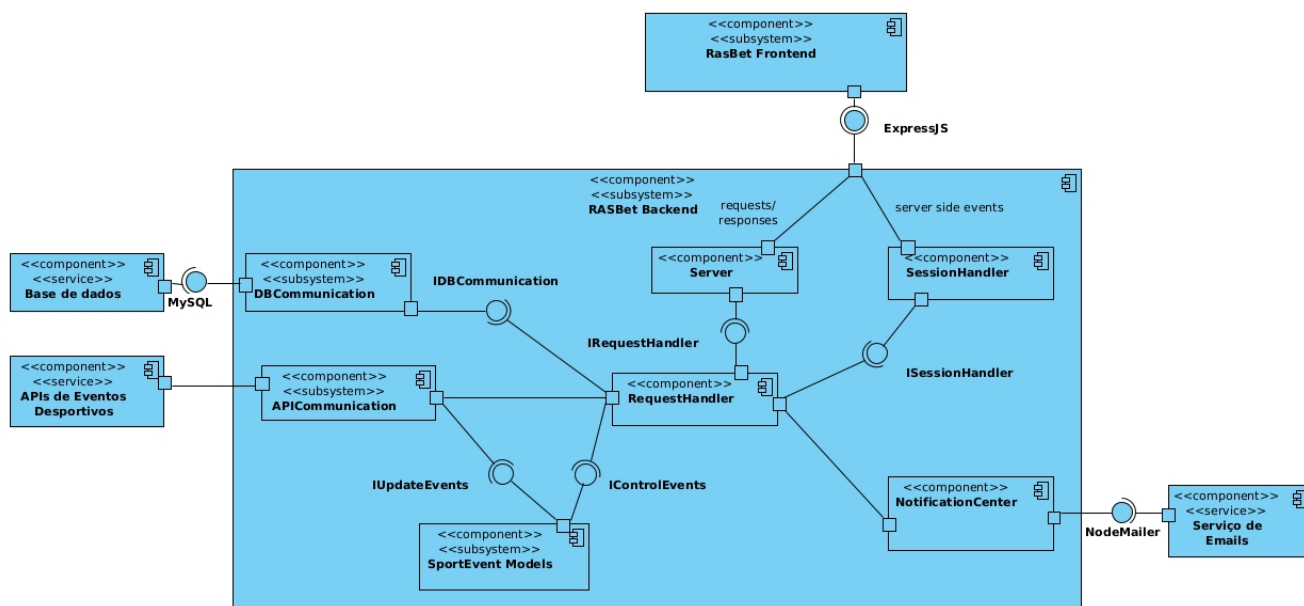 <<component>>
<<subsystem>>
RasBet Frontend
ExpressJS
<<component>>
<<subsystem>>
RASBet Backend
requests/
responses
server side events
<<component>>
<<service>>
Base de dados
MySQL
<<component>>
<<subsystem>>
DBCommunication
IDBCommunication
<<component>>
Server
<<component>>
SessionHandler
IRequestHandler
ISessionHandler
<<component>>
<<service>>
APIs de Eventos
Desportivos
<<component>>
<<subsystem>>
APICommunication
<<component>>
RequestHandler
IUpdateEvents
IControlEvents
<<component>>
<<subsystem>>
SportEvent Models
<<component>>
NotificationCenter
NodeMailer
<<component>>
<<service>>
Serviço de
Emails